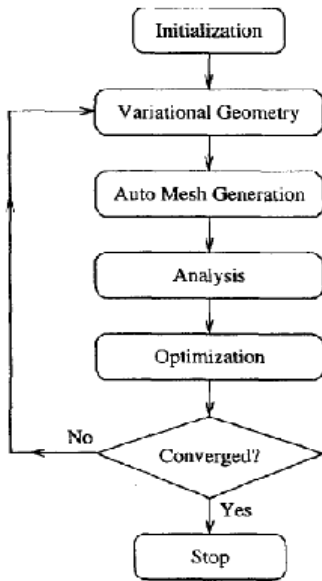 Initialization
Variational Geometry
Auto Mesh Generation
Analysis
Optimization
No
Converged?
Yes
Stop